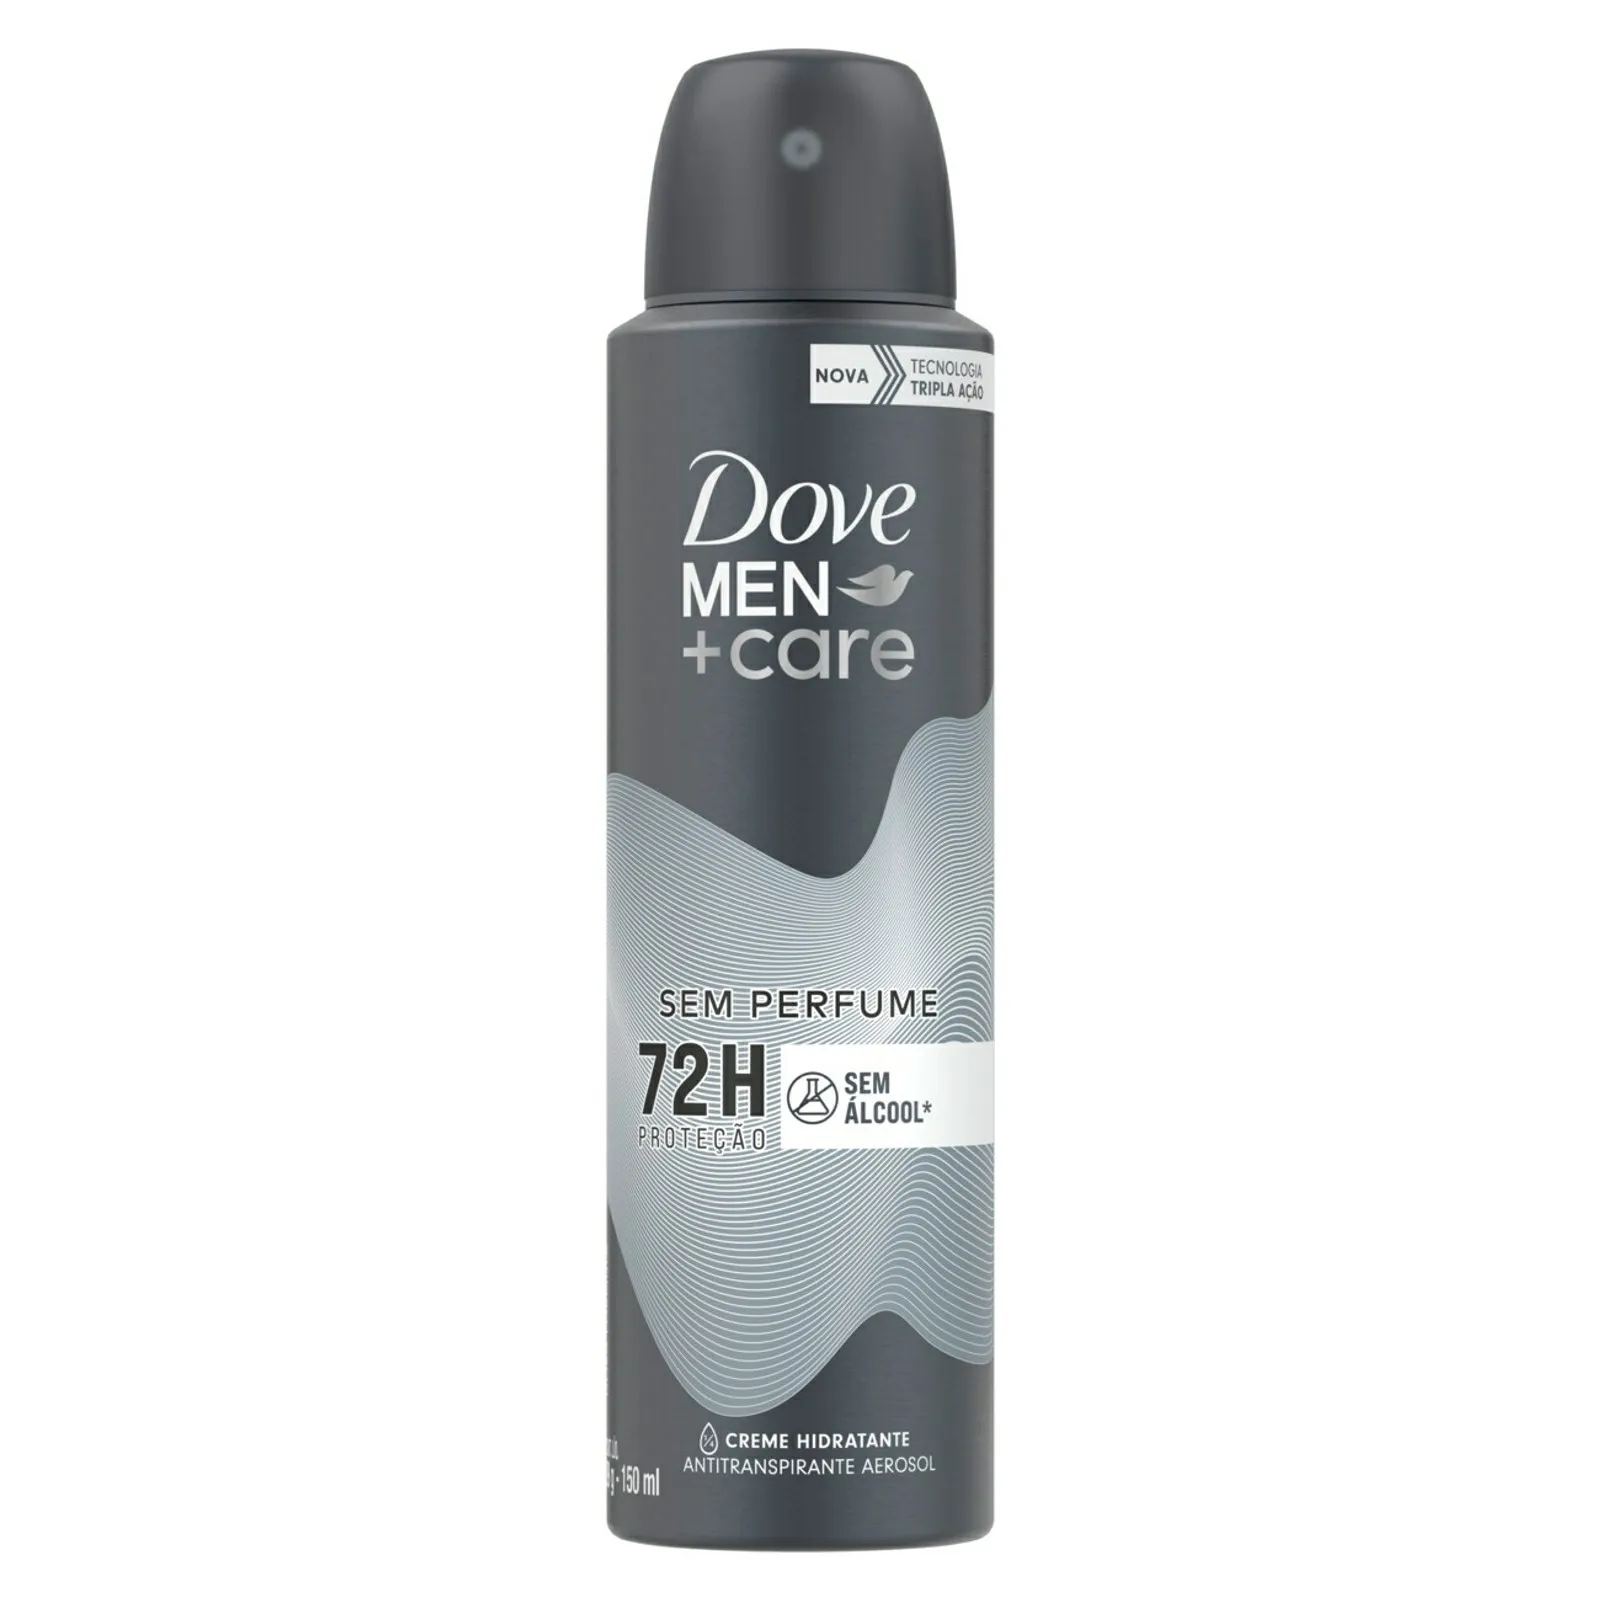 NOVA
TECNOLOGIA
TRIPLA AÇÃO
Dove
MEN
+care
SEM PERFUME
72H
PROTEÇÃO
SEM
ÁLCOOL*
CREME HIDRATANTE
ANTITRANSPIRANTE AEROSOL
g - 150 ml